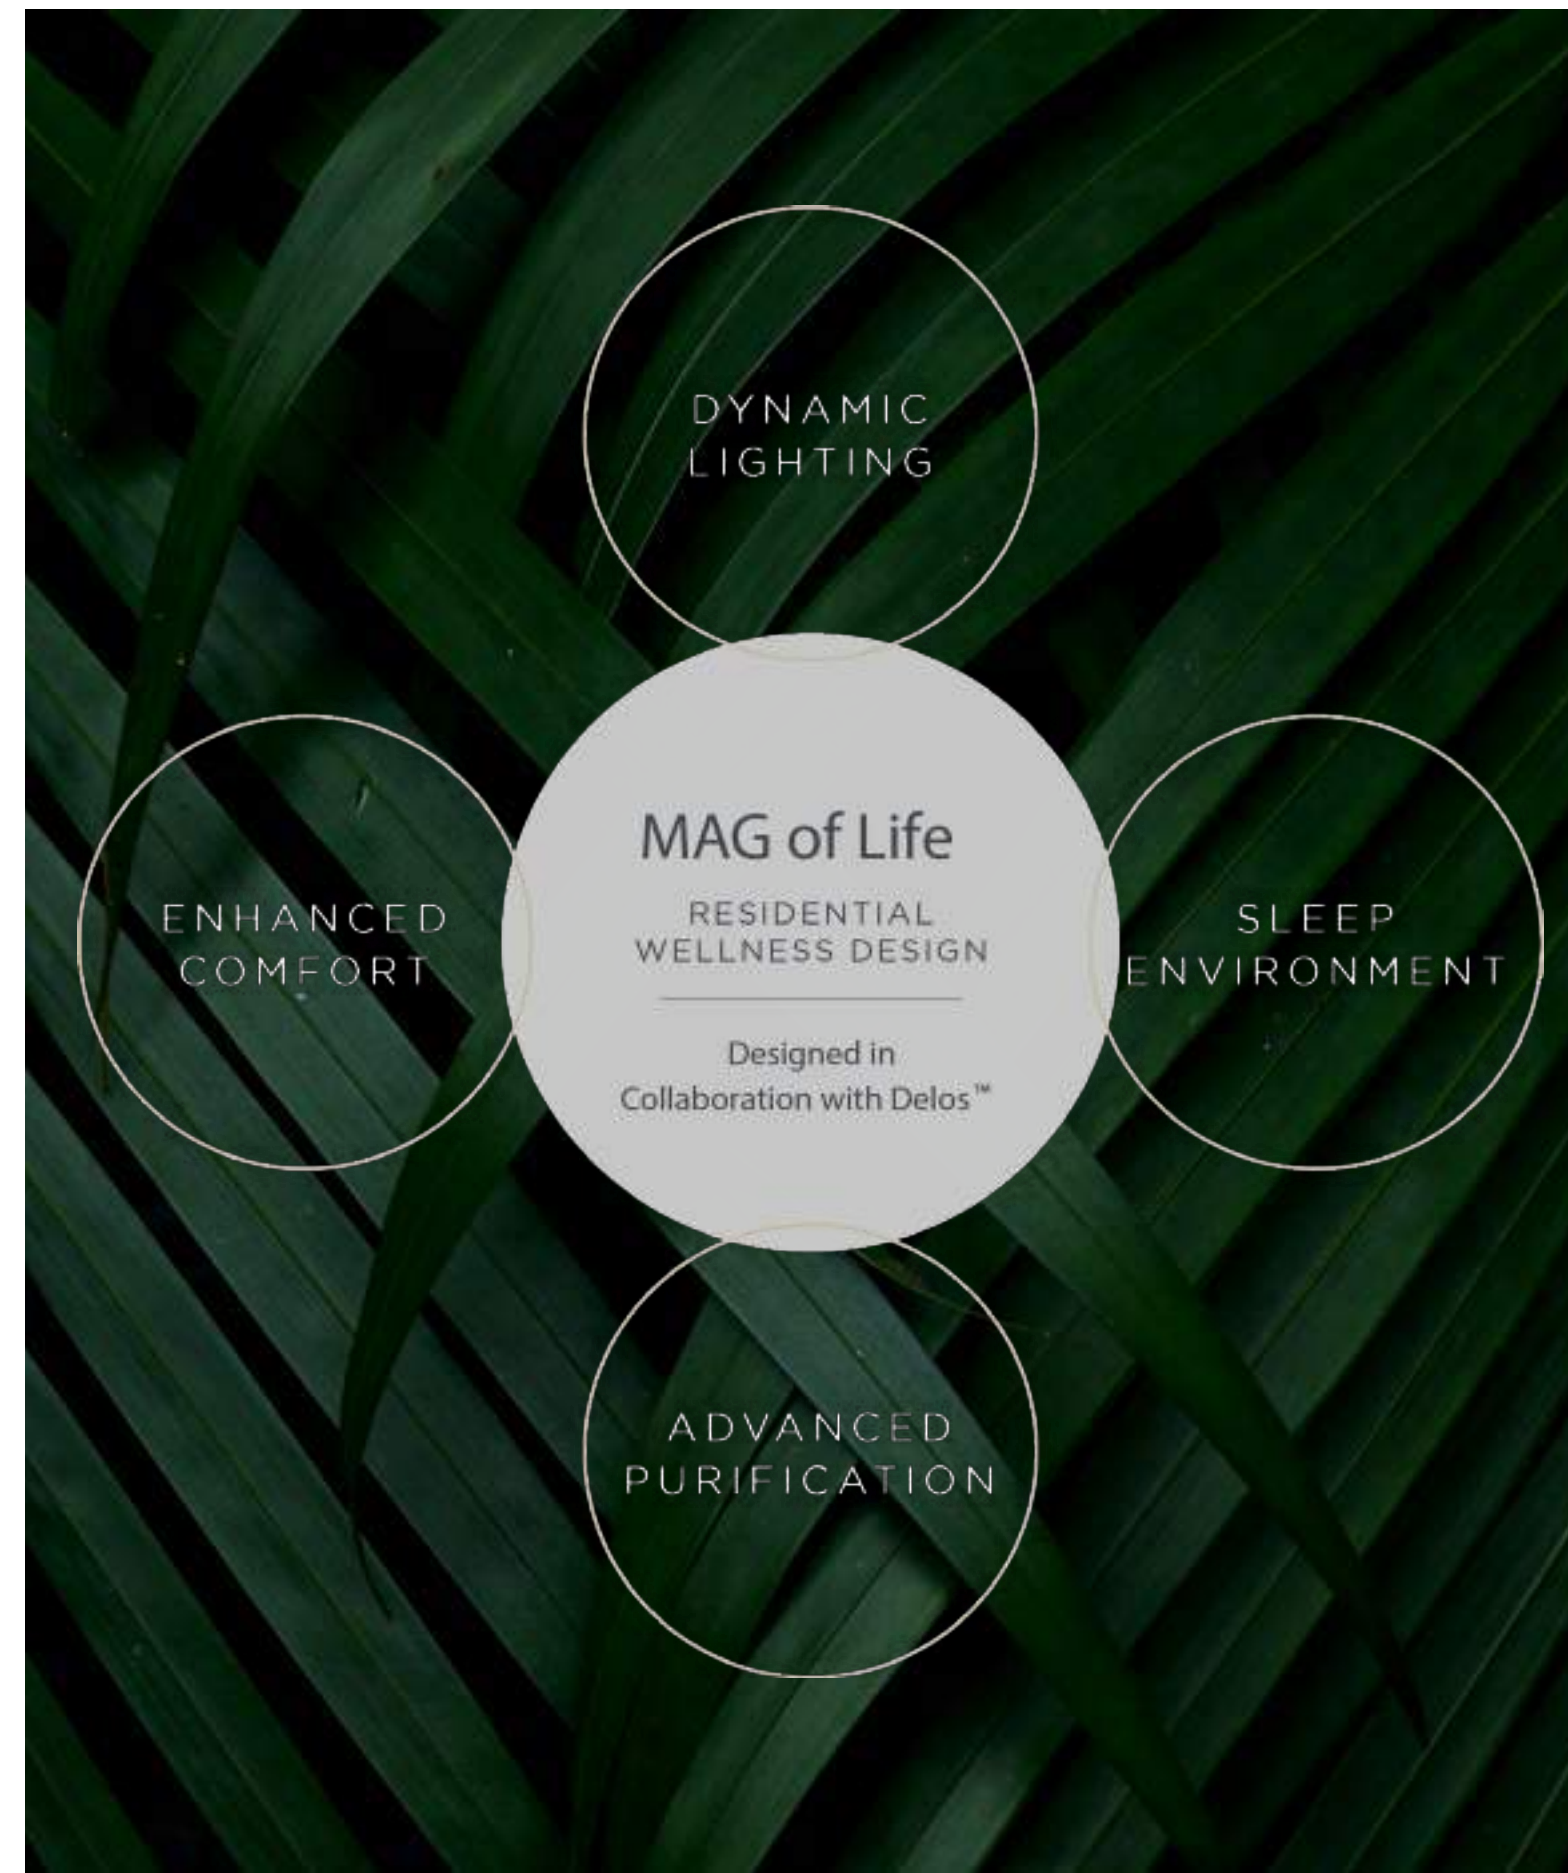 DYNAMIC
LIGHTING
MAG of Life
RESIDENTIAL
WELLNESS DESIGN
Designed in
Collaboration with Delos™
ENHANCED
COMFORT
SLEEP
ENVIRONMENT
ADVANCED
PURIFICATION